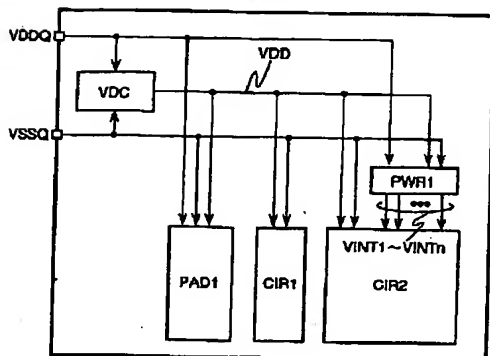 VDDQ
VDD
VDC
VSSQ
PWR1
VINT1~VINTn
PAD1
CIR1
CIR2